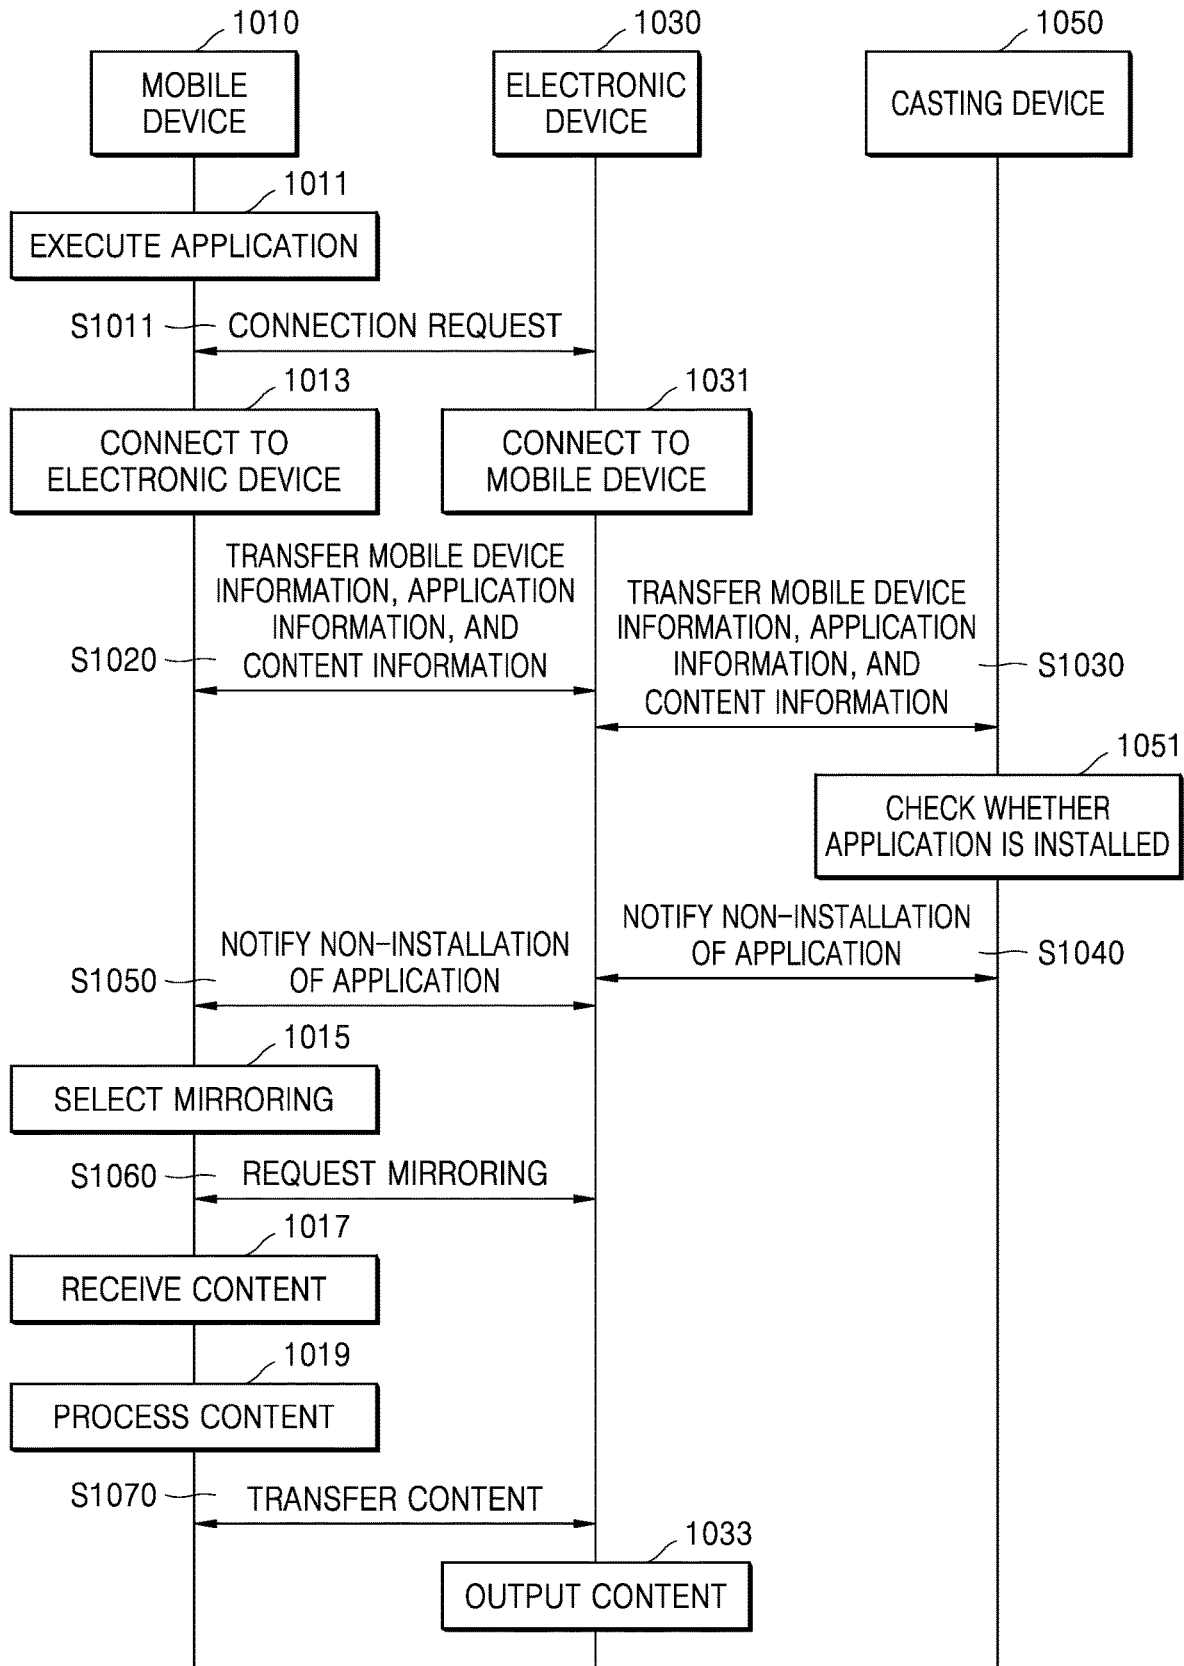 1010
1030
1050
MOBILE
DEVICE
ELECTRONIC
DEVICE
CASTING DEVICE
1011
EXECUTE APPLICATION
S1011
CONNECTION REQUEST
1013
1031
CONNECT TO
ELECTRONIC DEVICE
CONNECT TO
MOBILE DEVICE
TRANSFER MOBILE DEVICE
INFORMATION, APPLICATION
INFORMATION, AND
CONTENT INFORMATION
S1020
TRANSFER MOBILE DEVICE
INFORMATION, APPLICATION
INFORMATION, AND
CONTENT INFORMATION
S1030
1051
CHECK WHETHER
APPLICATION IS INSTALLED
NOTIFY NON-INSTALLATION
OF APPLICATION
S1040
NOTIFY NON-INSTALLATION
OF APPLICATION
S1050
1015
SELECT MIRRORING
S1060
REQUEST MIRRORING
1017
RECEIVE CONTENT
1019
PROCESS CONTENT
S1070
TRANSFER CONTENT
1033
OUTPUT CONTENT